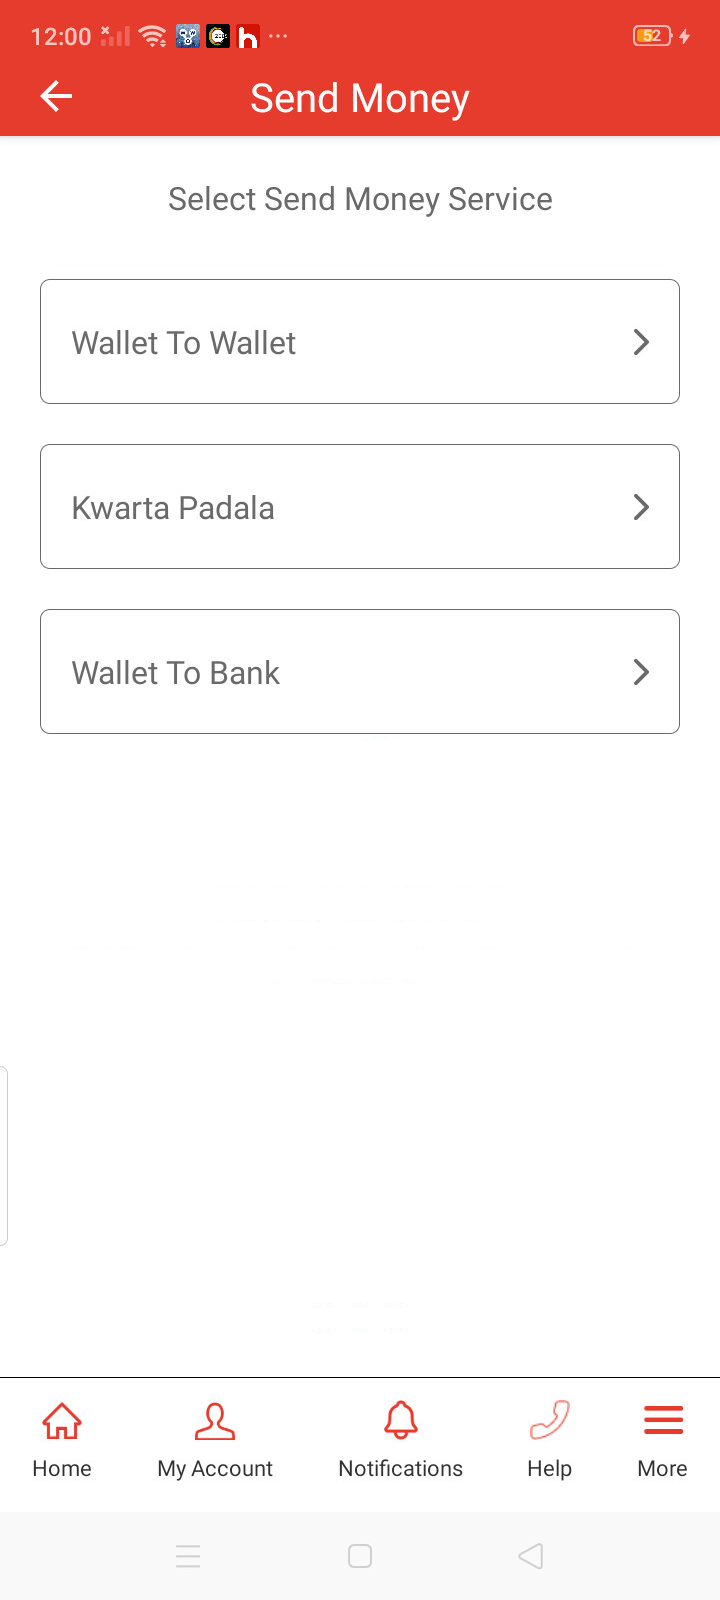 12:00
52
Send Money
Select Send Money Service
Wallet To Wallet
Kwarta Padala
Wallet To Bank
Home
My Account
Notifications
Help
More